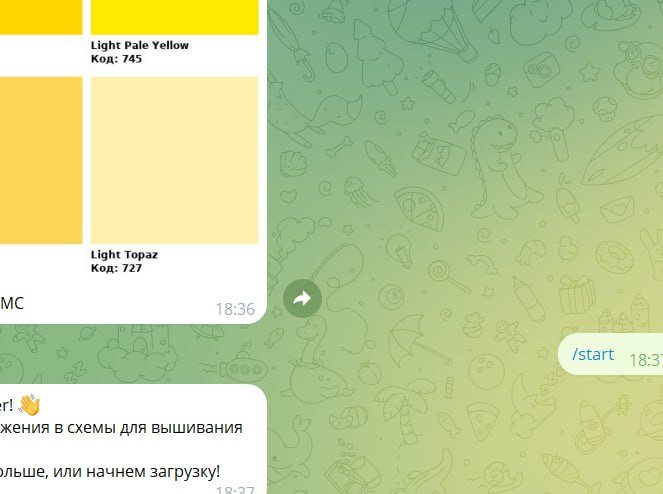 Light Pale Yellow
Код: 745
Light Topaz
Код: 727
МС
18:36
/start
18:37
er! 👋
жения в схемы для вышивания
ольше, или начнем загрузку!
18:37